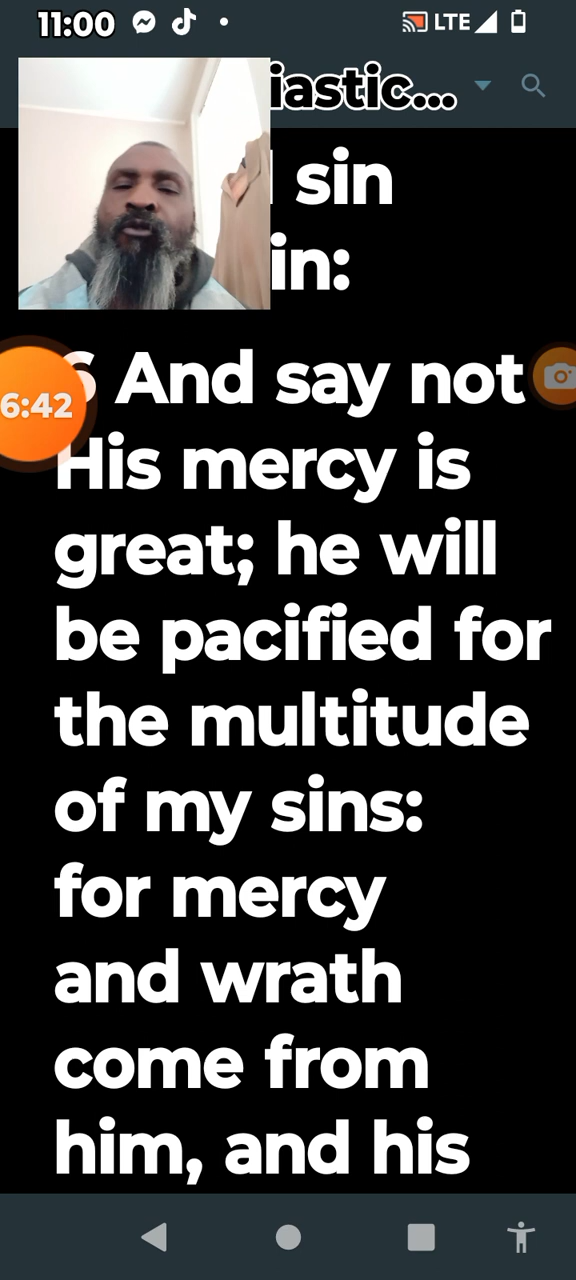 11:00 LTE
iastic...
sin
in:
6 And say not
6:42
His mercy is
great; he will
be pacified for
the multitude
of my sins:
for mercy
and wrath
come from
him, and his